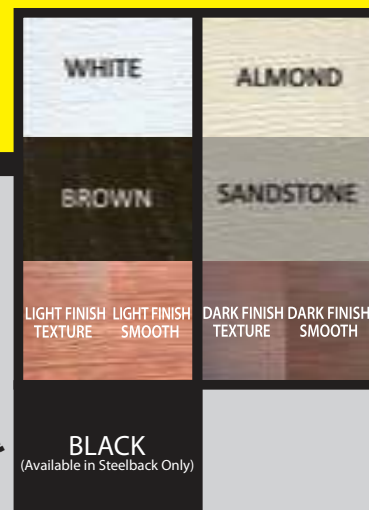 WHITE
ALMOND
BROWN
SANDSTONE
LIGHT FINISH TEXTURE
LIGHT FINISH SMOOTH
DARK FINISH TEXTURE
DARK FINISH SMOOTH
BLACK
(Available in Steelback Only)